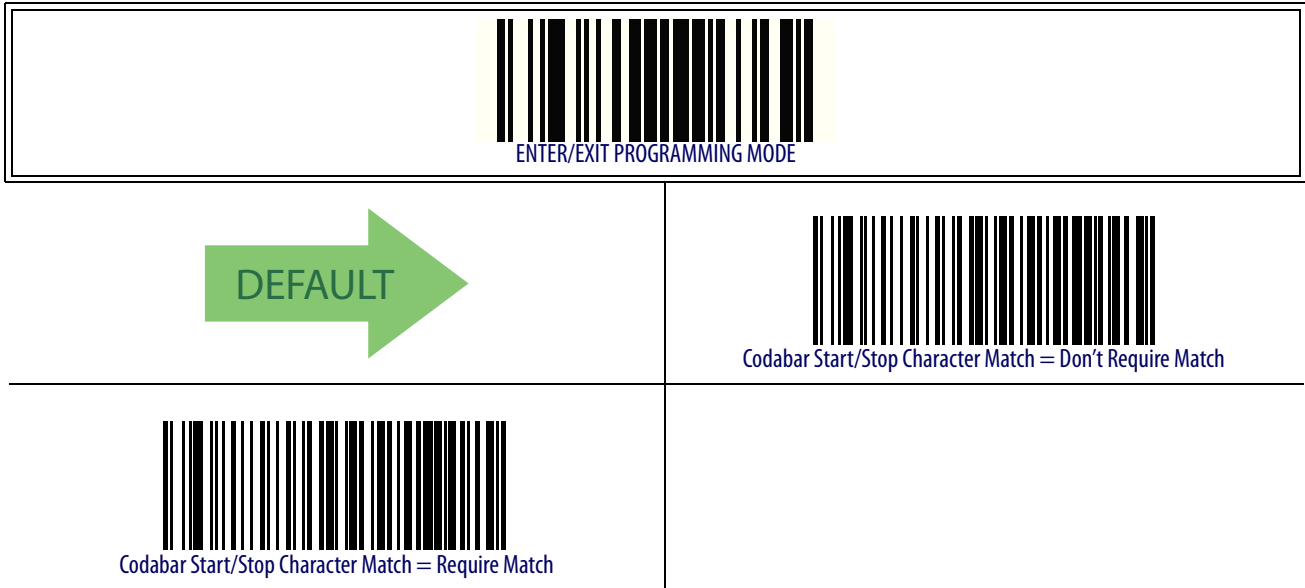 ENTER/EXIT PROGRAMMING MODE
DEFAULT
Codabar Start/Stop Character Match = Don’t Require Match
Codabar Start/Stop Character Match = Require Match